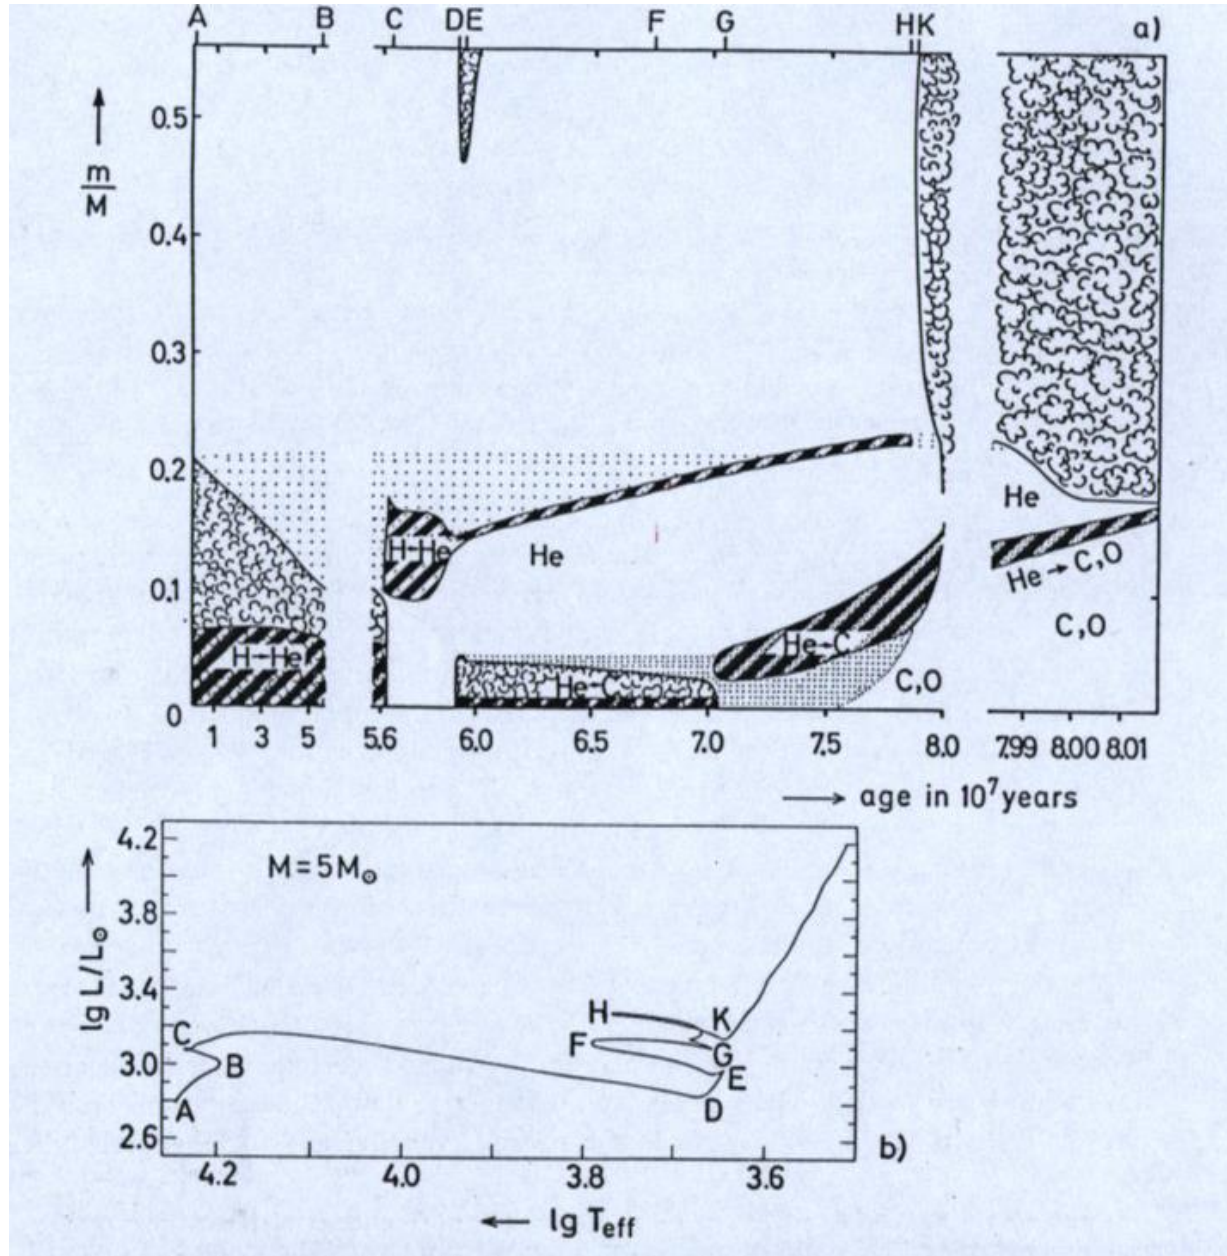 A B C D E F G H K a)
0.5
m
M
0.4
0.3
0.2
He
H→He
He
0.1
He→C,O
C,O
H→He
He→C
He→C
C,O
0
1 3 5 5.6 6.0 6.5 7.0 7.5 8.0 7.99 8.00 8.01
→ age in 10⁷ years
4.2
M=5M☉
3.8
lg L/L☉
3.4
H K
C F G
3.0
B E
A D
2.6
b)
4.2 4.0 3.8 3.6
← lg Teff